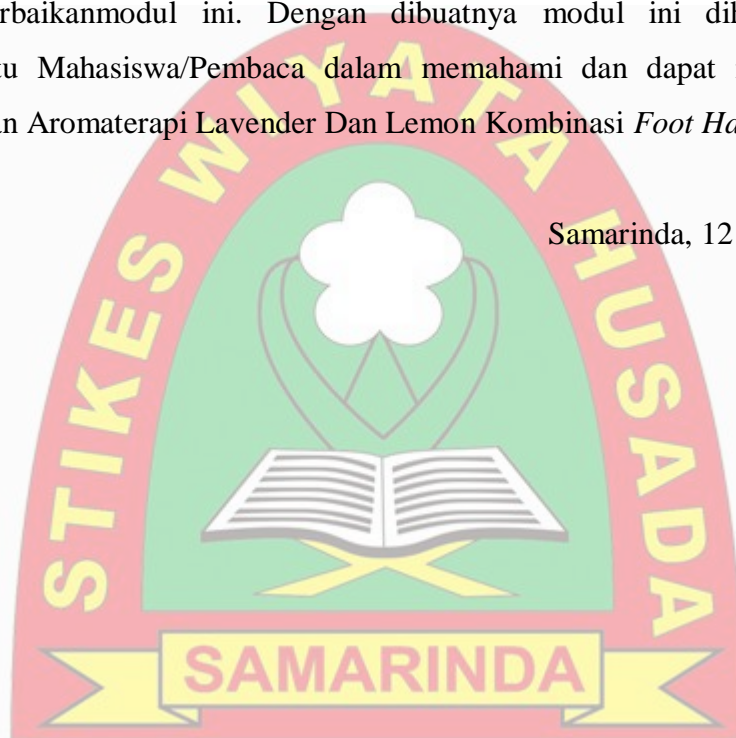 rbaikanmodul ini. Dengan dibuatnya modul ini dih
tu Mahasiswa/Pembaca dalam memahami dan dapat
an Aromaterapi Lavender Dan Lemon Kombinasi Foot Ha
Samarinda, 12
STIKES WIYATA HUSADA
SAMARINDA